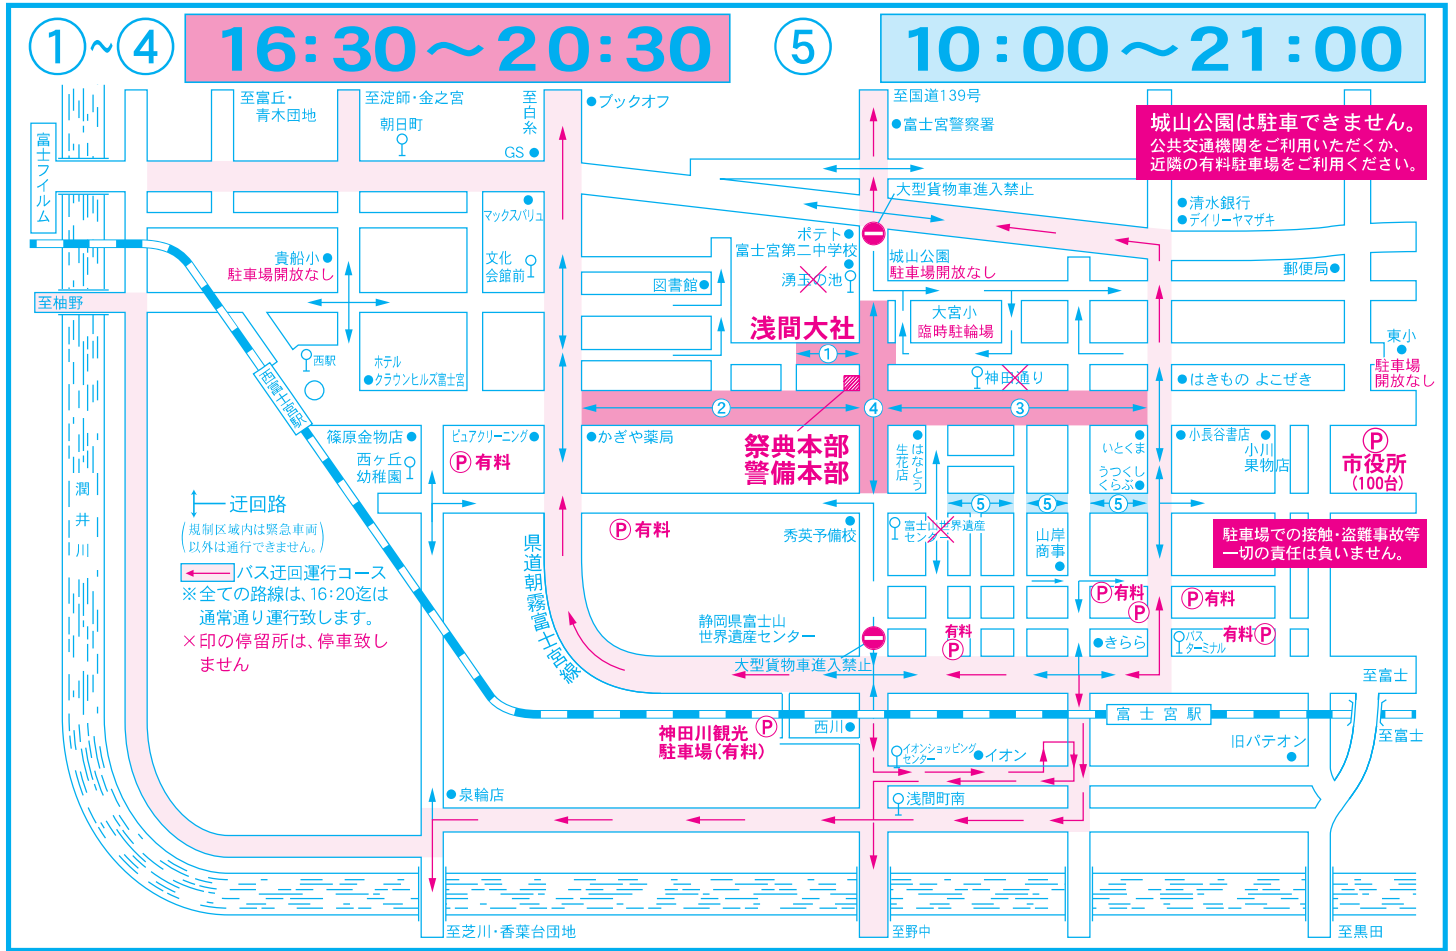 ①~④ 16:30~20:30 ⑤ 10:00~21:00
至富丘・
青木団地
至淀師・金之宮
朝日町
至白糸
ブックオフ
GS
至国道139号
富士宮警察署
城山公園は駐車できません。
公共交通機関をご利用いただくか、
近隣の有料駐車場をご利用ください。
富士フイルム
マックスバリュ
大型貨物車進入禁止
清水銀行
デイリーヤマザキ
ポテト
富士宮第二中学校
湧玉の池
城山公園
駐車場開放なし
貴船小
駐車場開放なし
文化
会館前
図書館
郵便局
至柚野
浅間大社
大宮小
臨時駐輪場
東小
駐車場
開放なし
西駅
ホテル
クラウンヒルズ富士宮
西富士宮駅
①
神田通り
はきもの よこぜき
②
④
③
篠原金物店
ピュアクリーニング
かぎや薬局
祭典本部
警備本部
はなとう
生花店
いとくま
小長谷書店
小川
果物店
P
市役所
(100台)
西ヶ丘
幼稚園
P有料
うつくし
くらぶ
潤井川
迂回路
(規制区域内は緊急車両
以外は通行できません。)
⑤
⑤
⑤
P有料
秀英予備校
富士山世界遺産
センター
山岸
商事
駐車場での接触・盗難事故等
一切の責任は負いません。
県道朝霧富士宮線
バス迂回運行コース
※全ての路線は、16:20迄は
通常通り運行致します。
×印の停留所は、停車致し
ません
P有料
P
P有料
静岡県富士山
世界遺産センター
有料
P
きらら
バス
ターミナル
有料P
大型貨物車進入禁止
至富士
富士宮駅
神田川観光
駐車場(有料)
P
西川
至富士
旧パテオン
イオンショッピング
センター
イオン
泉輪店
浅間町南
至芝川・香葉台団地
至野中
至黒田